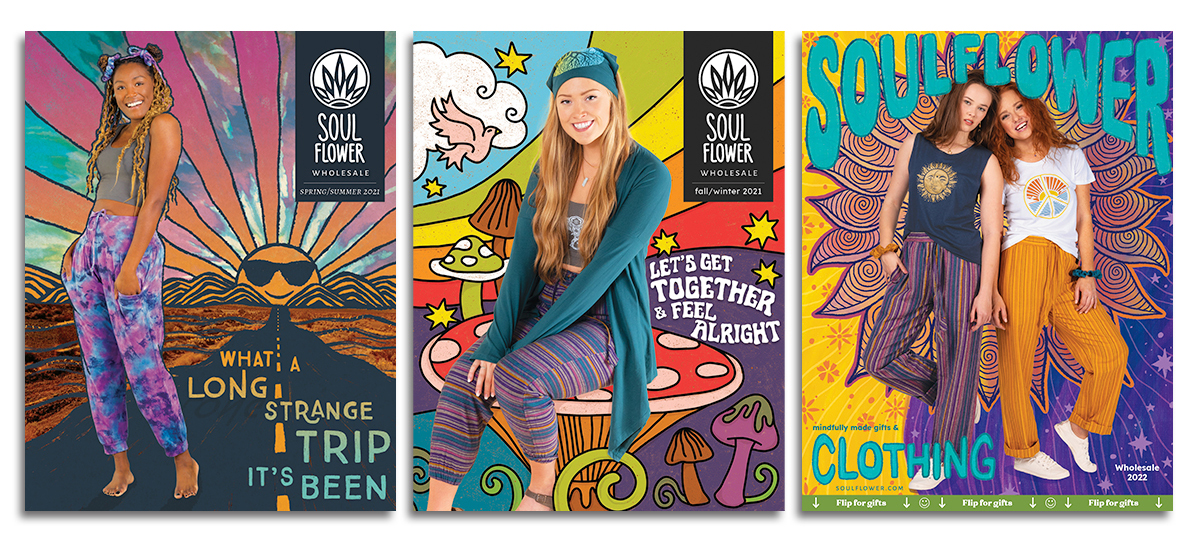 SOUL
FLOWER
WHOLESALE
SPRING/SUMMER 2021
WHAT A
LONG
STRANGE
TRIP
IT'S
BEEN
SOUL
FLOWER
WHOLESALE
fall/winter 2021
LET'S GET
TOGETHER
& FEEL
ALRIGHT
SOULFLOWER
mindfully made gifts &
CLOTHING
SOULFLOWER.COM
Wholesale
2022
Flip for gifts
Flip for gifts
Flip for gifts